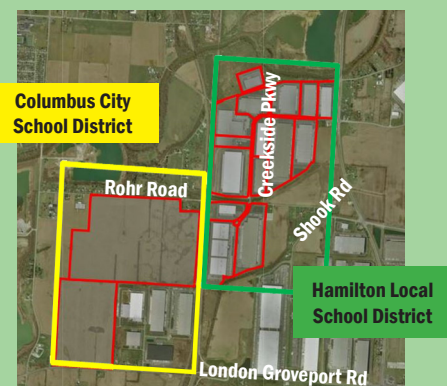 Columbus City
School District
Creekside Pkwy
Rohr Road
Shook Rd
Hamilton Local
School District
London Groveport Rd